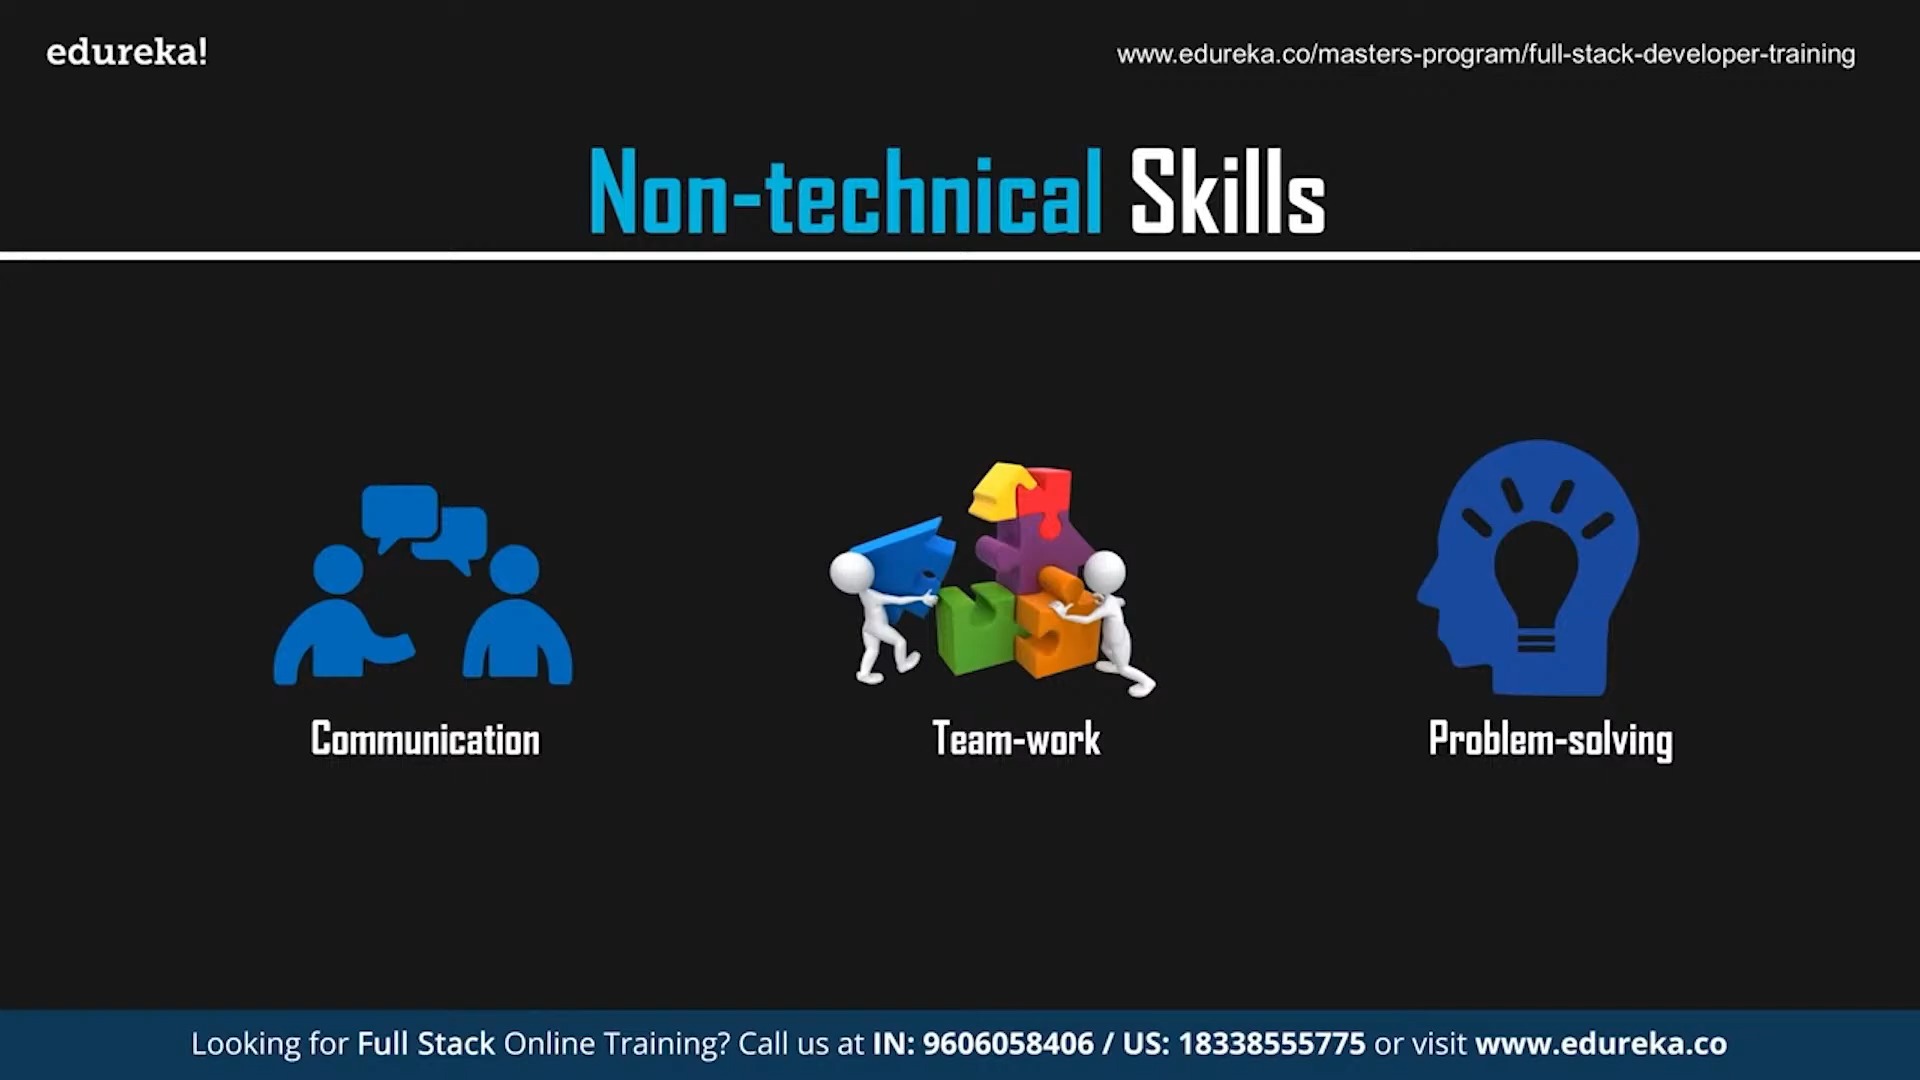 edureka!
www.edureka.co/masters-program/full-stack-developer-training
Non-technical Skills
Communication
Team-work
Problem-solving
Looking for Full Stack Online Training? Call us at IN: 9606058406 / US: 18338555775 or visit www.edureka.co